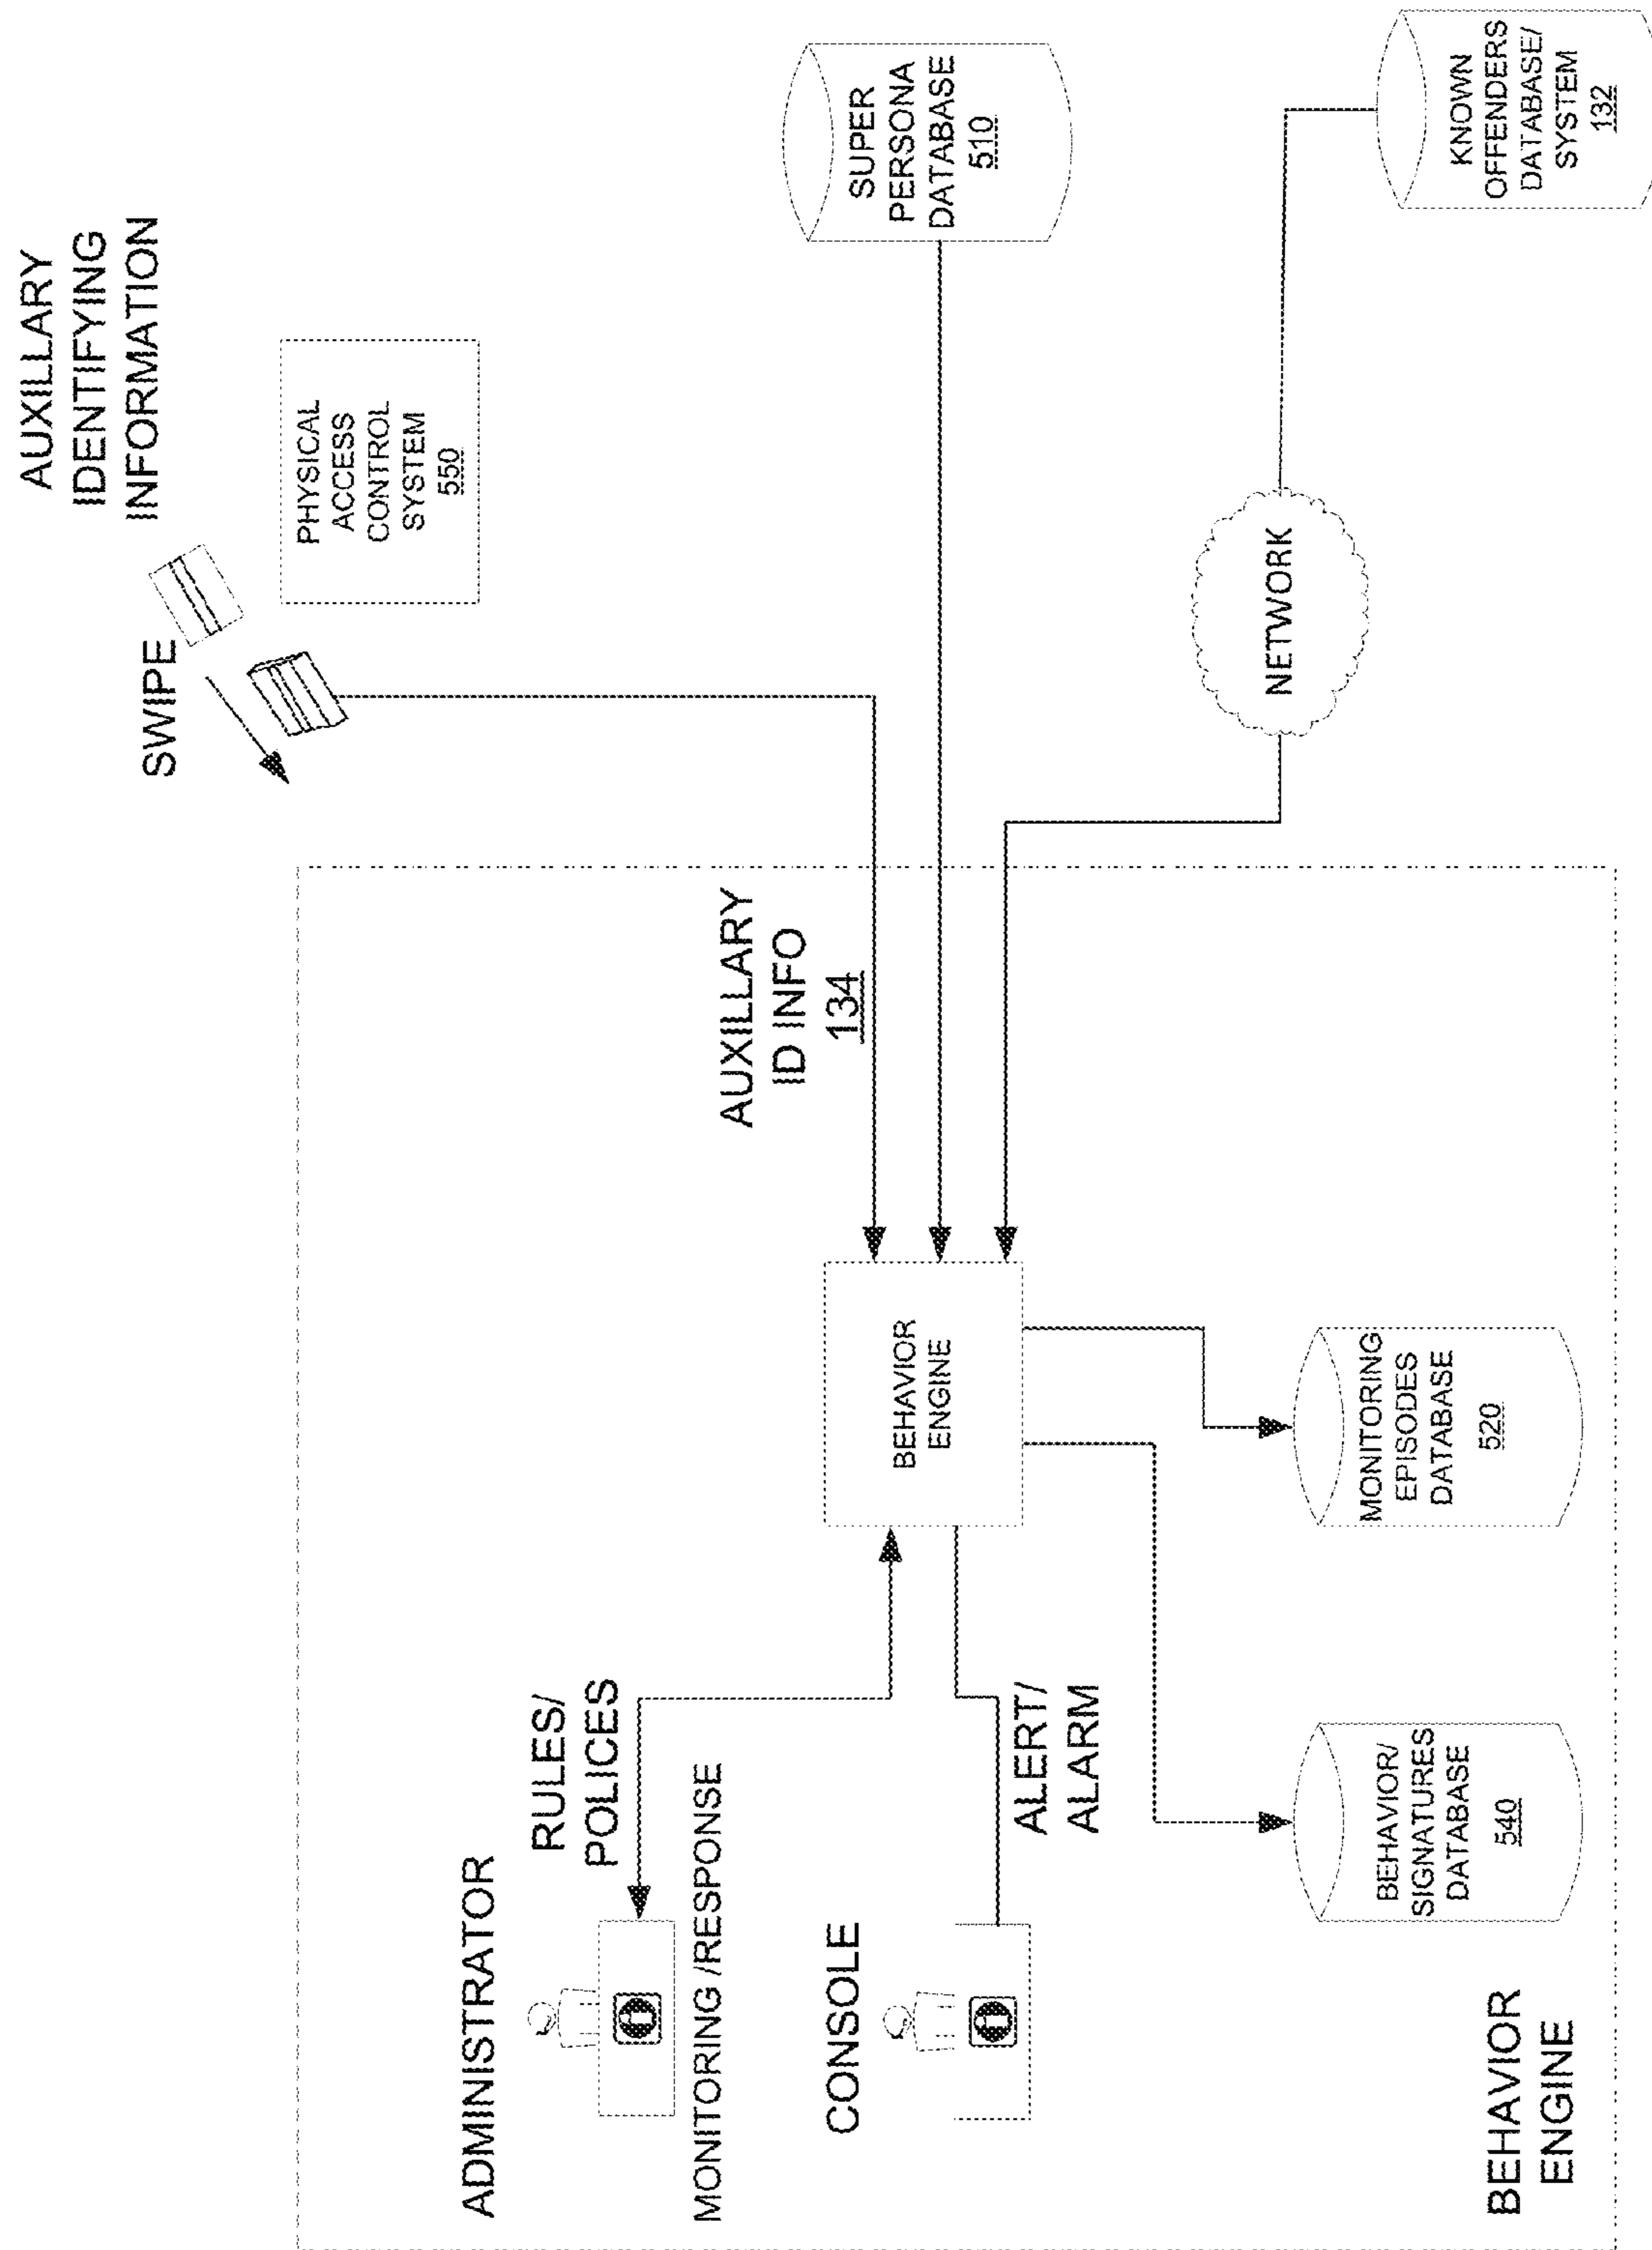 AUXILLARY
IDENTIFYING
INFORMATION
SWIPE
PHYSICAL
ACCESS
CONTROL
SYSTEM
550
ADMINISTRATOR
RULES/
POLICES
MONITORING /RESPONSE
AUXILLARY
ID INFO
134
SUPER
PERSONA
DATABASE
510
CONSOLE
BEHAVIOR
ENGINE
ALERT/
ALARM
NETWORK
BEHAVIOR/
SIGNATURES
DATABASE
540
MONITORING
EPISODES
DATABASE
520
KNOWN
OFFENDERS
DATABASE/
SYSTEM
132
BEHAVIOR
ENGINE